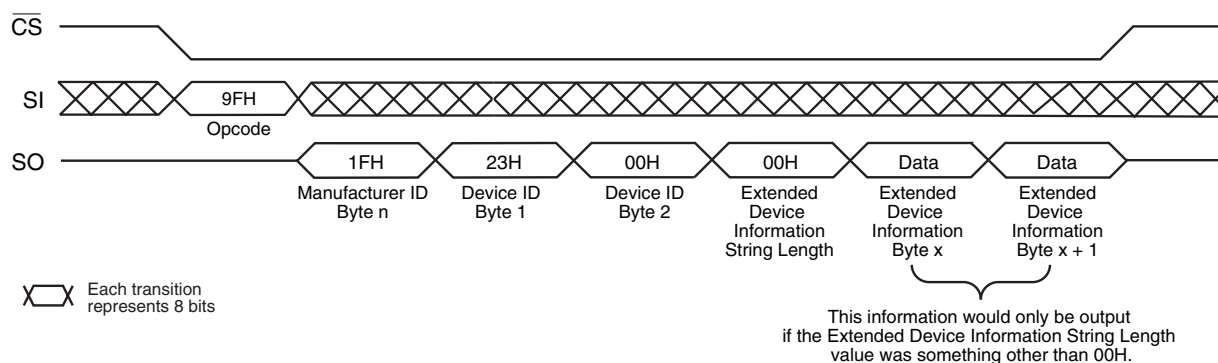 CS
SI
9FH
Opcode
SO
1FH
23H
00H
00H
Data
Data
Manufacturer ID
Byte n
Device ID
Byte 1
Device ID
Byte 2
Extended
Device
Information
String Length
Extended
Device
Information
Byte x
Extended
Device
Information
Byte x + 1
Each transition
represents 8 bits
This information would only be output
if the Extended Device Information String Length
value was something other than 00H.